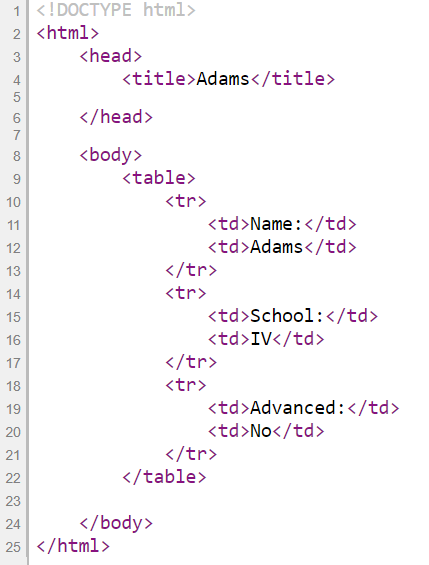 1 <!DOCTYPE html>
2 <html>
3     <head>
4         <title>Adams</title>
5
6     </head>
7
8     <body>
9         <table>
10             <tr>
11                 <td>Name:</td>
12                 <td>Adams</td>
13             </tr>
14             <tr>
15                 <td>School:</td>
16                 <td>IV</td>
17             </tr>
18             <tr>
19                 <td>Advanced:</td>
20                 <td>No</td>
21             </tr>
22         </table>
23
24     </body>
25 </html>